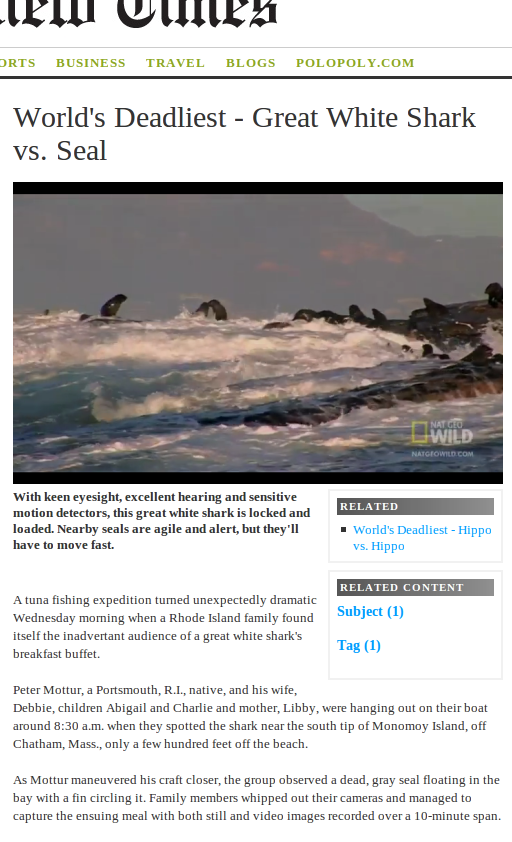 Times
ORTS BUSINESS TRAVEL BLOGS POLOPOLY.COM
World's Deadliest - Great White Shark
vs. Seal
NAT GEO
WILD
NATGEOWILD.COM
With keen eyesight, excellent hearing and sensitive
motion detectors, this great white shark is locked and
loaded. Nearby seals are agile and alert, but they'll
have to move fast.
RELATED
World's Deadliest - Hippo
vs. Hippo
RELATED CONTENT
Subject (1)
Tag (1)
A tuna fishing expedition turned unexpectedly dramatic
Wednesday morning when a Rhode Island family found
itself the inadvertant audience of a great white shark's
breakfast buffet.
Peter Mottur, a Portsmouth, R.I., native, and his wife,
Debbie, children Abigail and Charlie and mother, Libby, were hanging out on their boat
around 8:30 a.m. when they spotted the shark near the south tip of Monomoy Island, off
Chatham, Mass., only a few hundred feet off the beach.
As Mottur maneuvered his craft closer, the group observed a dead, gray seal floating in the
bay with a fin circling it. Family members whipped out their cameras and managed to
capture the ensuing meal with both still and video images recorded over a 10-minute span.